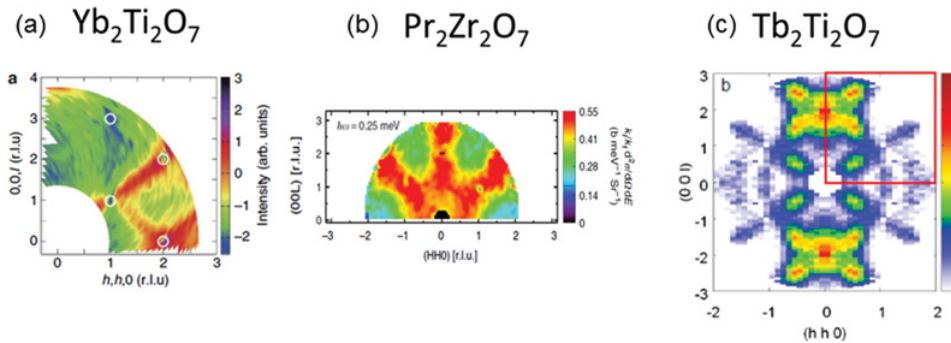 (a) Yb₂Ti₂O₇
a
4
3
2
1
0
0,0,l (r.l.u)
0 1 2 3
h,h,0 (r.l.u)
3
2
1
0
−1
−2
Intensity (arb. units)
(b) Pr₂Zr₂O₇
ħω = 0.25 meV
3
2
1
0
(00L) [r.l.u.]
−3 −2 −1 0 1 2 3
(HH0) [r.l.u.]
0.55
0.41
0.28
0.14
0
(c) Tb₂Ti₂O₇
b
3
2
1
0
-1
-2
-3
(0 0 l)
-2 -1 0 1 2
(h h 0)